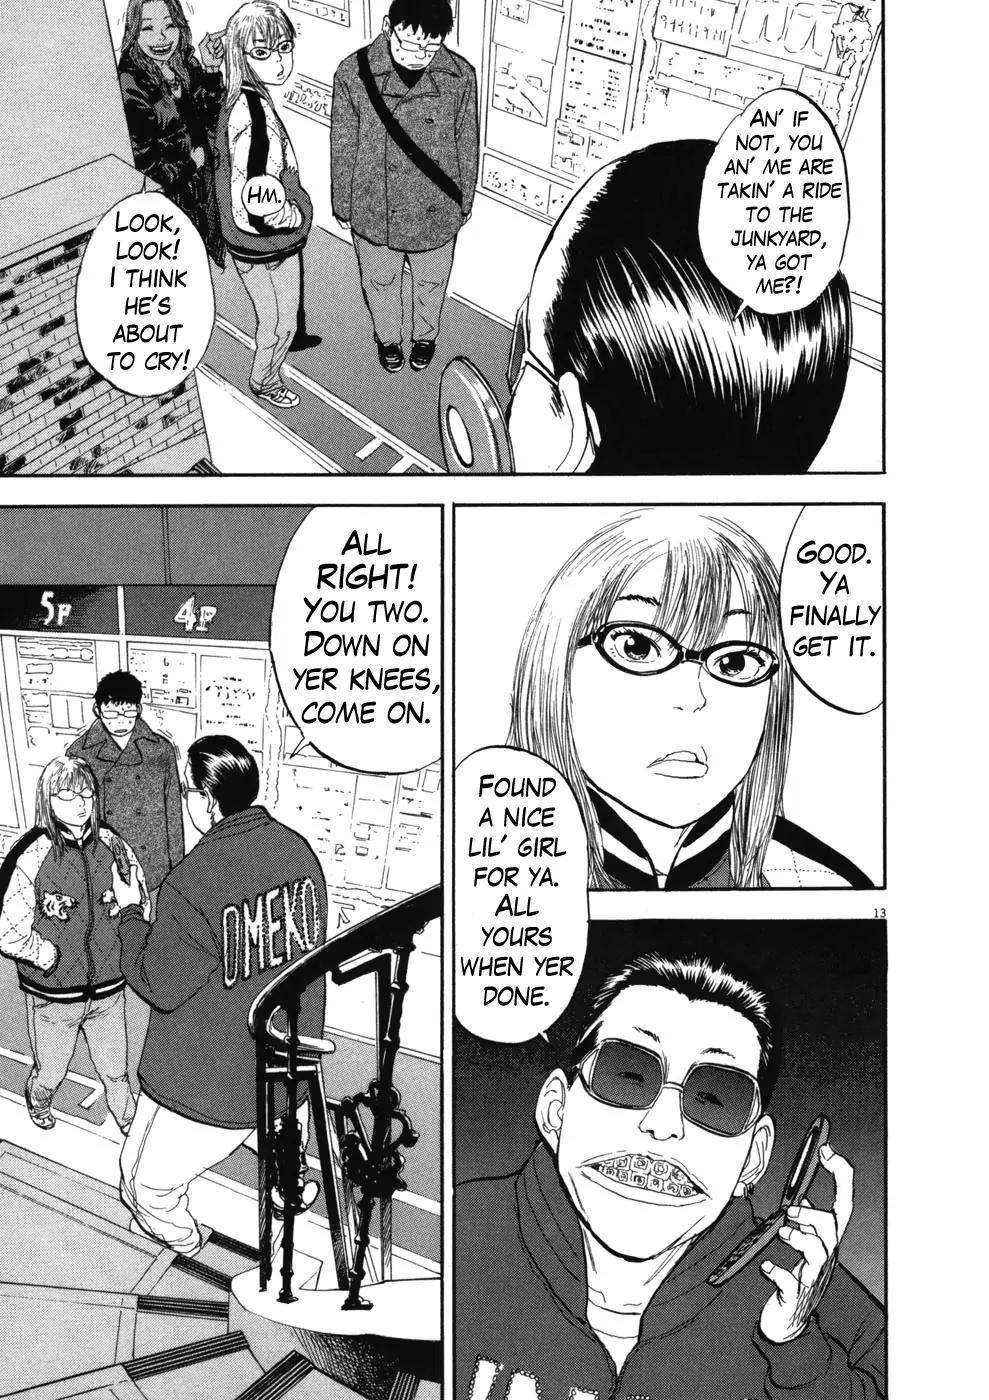 AN' IF
NOT, YOU
AN' ME ARE
TAKIN' A RIDE
TO THE
JUNKYARD,
YA GOT
ME?!
HM.
LOOK,
LOOK!
I THINK
HE'S
ABOUT
TO CRY!
GOOD.
YA
FINALLY
GET IT.
FOUND
A NICE
LIL' GIRL
FOR YA.
ALL
YOURS
WHEN YER
DONE.
13
ALL
RIGHT!
YOU TWO.
DOWN ON
YER KNEES,
COME ON.
5F
4F
OMEKO